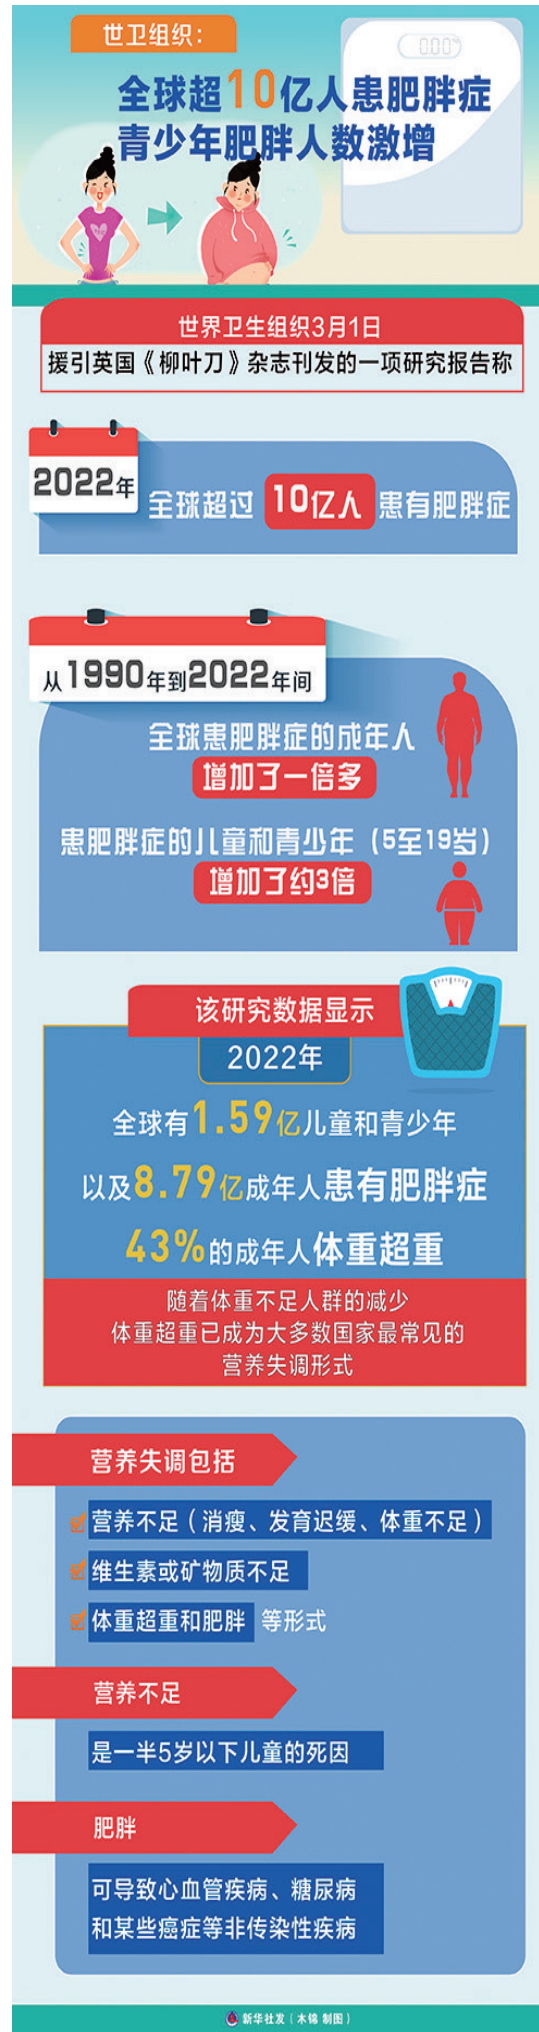 世卫组织：
0.00
全球超10亿人患肥胖症
青少年肥胖人数激增
世界卫生组织3月1日
援引英国《柳叶刀》杂志刊发的一项研究报告称
2022年
全球超过 10亿人 患有肥胖症
从1990年到2022年间
全球患肥胖症的成年人
增加了一倍多
患肥胖症的儿童和青少年（5至19岁）
增加了约3倍
该研究数据显示
2022年
全球有1.59亿儿童和青少年
以及8.79亿成年人患有肥胖症
43%的成年人体重超重
随着体重不足人群的减少
体重超重已成为大多数国家最常见的
营养失调形式
营养失调包括
营养不足（消瘦、发育迟缓、体重不足）
维生素或矿物质不足
体重超重和肥胖 等形式
营养不足
是一半5岁以下儿童的死因
肥胖
可导致心血管疾病、糖尿病
和某些癌症等非传染性疾病
新华社发（木锦 制图）